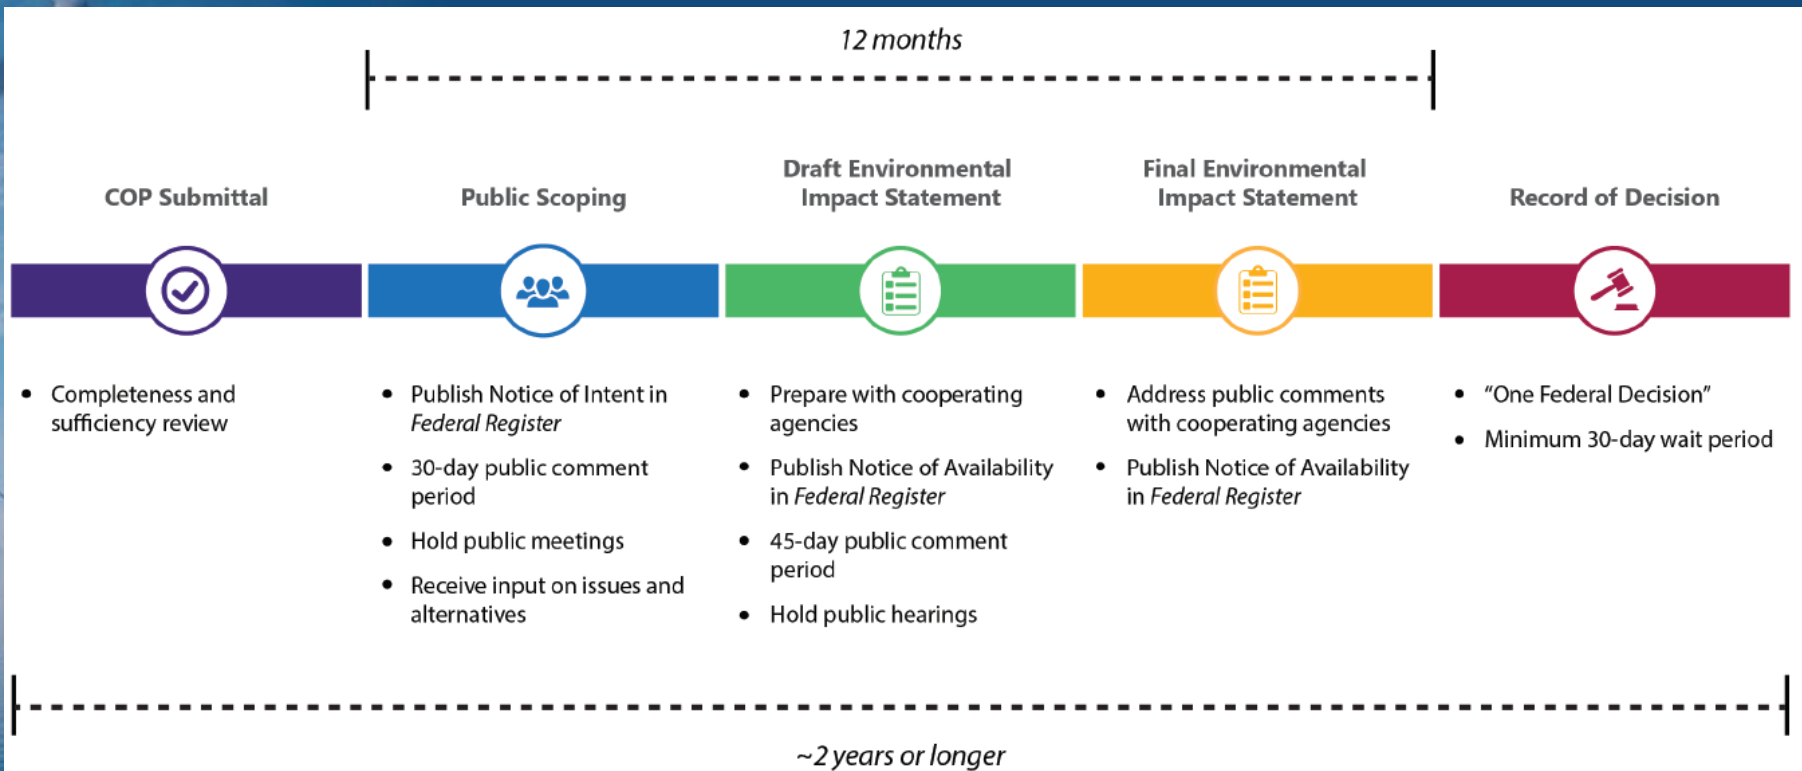 12 months
COP Submittal
Public Scoping
Draft Environmental
Impact Statement
Final Environmental
Impact Statement
Record of Decision
• Completeness and
sufficiency review
• Publish Notice of Intent in
Federal Register
• 30-day public comment
period
• Hold public meetings
• Receive input on issues and
alternatives
• Prepare with cooperating
agencies
• Publish Notice of Availability
in Federal Register
• 45-day public comment
period
• Hold public hearings
• Address public comments
with cooperating agencies
• Publish Notice of Availability
in Federal Register
• “One Federal Decision”
• Minimum 30-day wait period
~2 years or longer